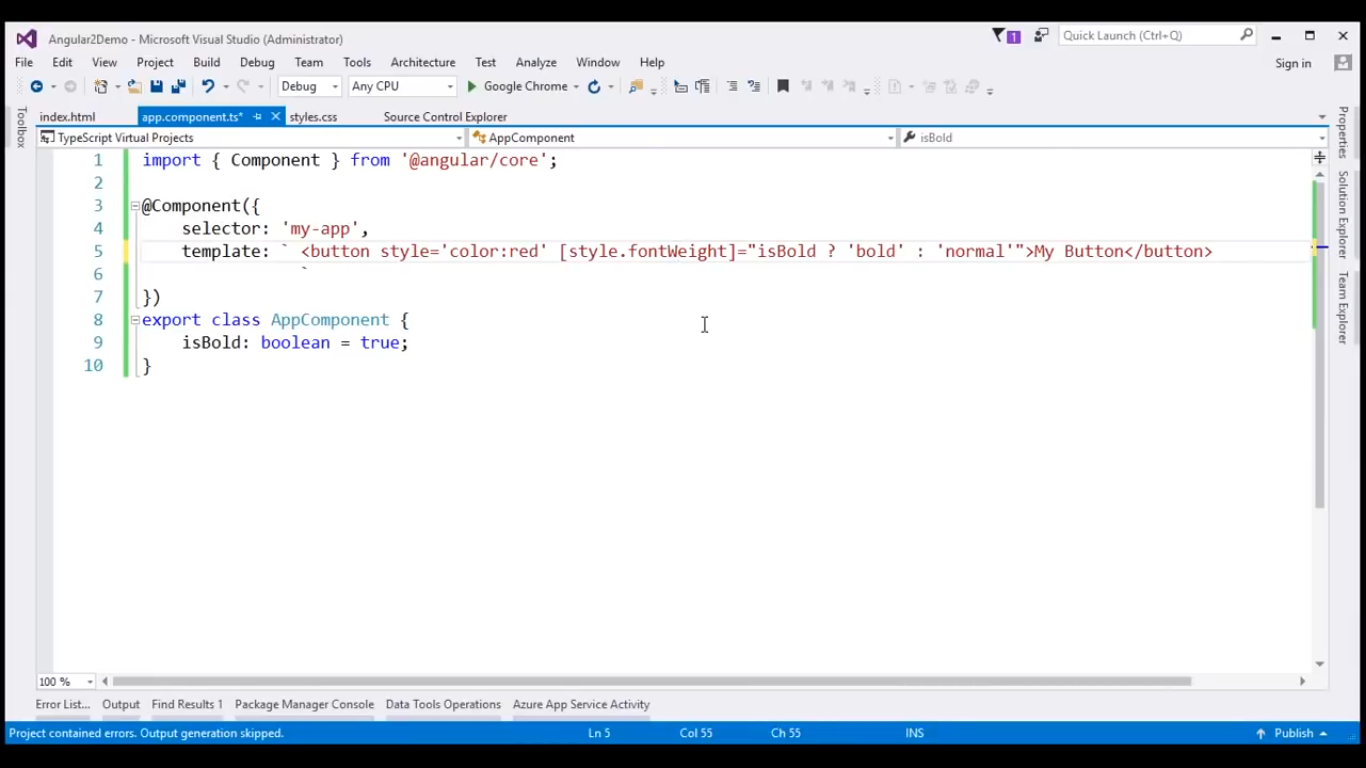 Angular2Demo - Microsoft Visual Studio (Administrator)
1
Quick Launch (Ctrl+Q)
File Edit View Project Build Debug Team Tools Architecture Test Analyze Window Help
Sign in
Debug Any CPU Google Chrome
index.html app.component.ts* styles.css Source Control Explorer
TypeScript Virtual Projects AppComponent isBold
Toolbox
Properties
Solution Explorer
Team Explorer
1 import { Component } from '@angular/core';
2
3 @Component({
4 selector: 'my-app',
5 template: ` <button style='color:red' [style.fontWeight]="isBold ? 'bold' : 'normal'">My Button</button>
6 `
7 })
8 export class AppComponent {
9 isBold: boolean = true;
10 }
100 %
Error List... Output Find Results 1 Package Manager Console Data Tools Operations Azure App Service Activity
Project contained errors. Output generation skipped. Ln 5 Col 55 Ch 55 INS Publish